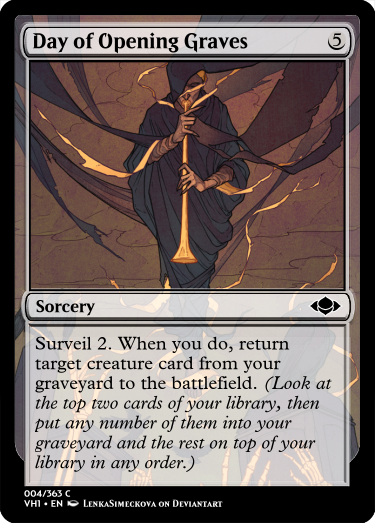 Day of Opening Graves 5
Sorcery
Surveil 2. When you do, return
target creature card from your
graveyard to the battlefield. (Look at
the top two cards of your library, then
put any number of them into your
graveyard and the rest on top of your
library in any order.)
004/363 C
VH1 • EN LenkaSimeckova on Deviantart